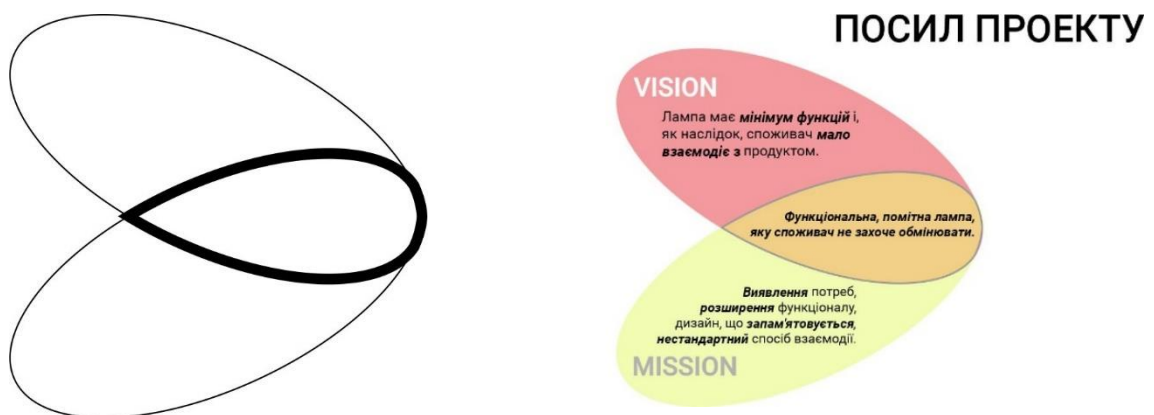 ПОСИЛ ПРОЕКТУ
VISION
Лампа має мінімум функцій і,
як наслідок, споживач мало
взаємодіє з продуктом.
Функціональна, помітна лампа,
яку споживач не захоче обмінювати.
Виявлення потреб,
розширення функціоналу,
дизайн, що запам'ятовується,
нестандартний спосіб взаємодії.
MISSION